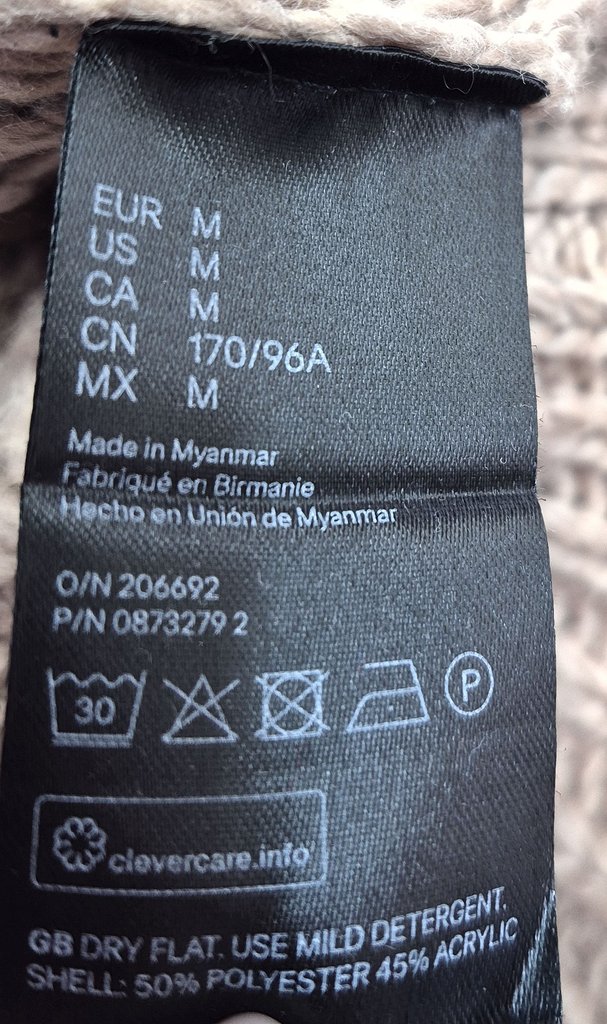 EUR M
US M
CA M
CN 170/96A
MX M
Made in Myanmar
Fabriqué en Birmanie
Hecho en Unión de Myanmar
O/N 206692
P/N 0873279 2
30 P
clevercare.info
GB DRY FLAT. USE MILD DETERGENT.
SHELL: 50% POLYESTER 45% ACRYLIC